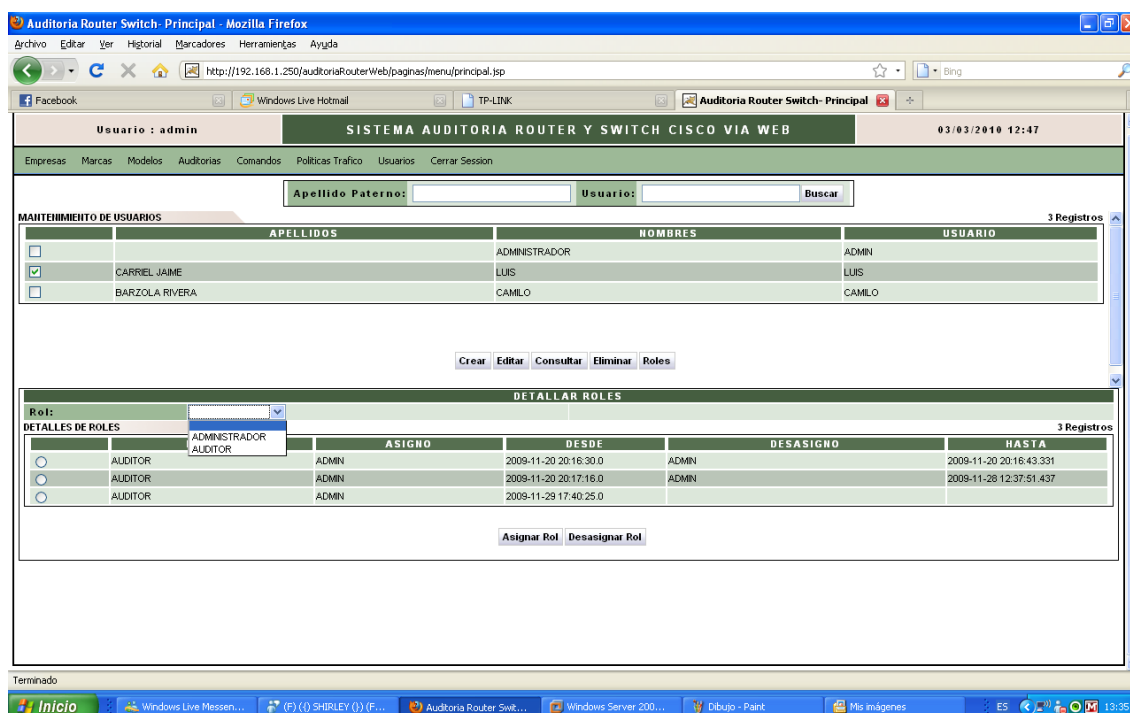 Auditoria Router Switch- Principal - Mozilla Firefox
Archivo Editar Ver Historial Marcadores Herramientas Ayuda
http://192.168.1.250/auditoriaRouterWeb/paginas/menu/principal.jsp Bing
Facebook Windows Live Hotmail TP-LINK Auditoria Router Switch- Principal
Usuario : admin SISTEMA AUDITORIA ROUTER Y SWITCH CISCO VIA WEB 03/03/2010 12:47
Empresas Marcas Modelos Auditorias Comandos Politicas Trafico Usuarios Cerrar Session
Apellido Paterno: Usuario: Buscar
MANTENIMIENTO DE USUARIOS 3 Registros
APELLIDOS NOMBRES USUARIO
ADMINISTRADOR ADMIN
CARRIEL JAIME LUIS LUIS
BARZOLA RIVERA CAMILO CAMILO
Crear Editar Consultar Eliminar Roles
DETALLAR ROLES
Rol:
ADMINISTRADOR
AUDITOR
DETALLES DE ROLES 3 Registros
ASIGNO DESDE DESASIGNO HASTA
AUDITOR ADMIN 2009-11-20 20:16:30.0 ADMIN 2009-11-20 20:16:43.331
AUDITOR ADMIN 2009-11-20 20:17:16.0 ADMIN 2009-11-28 12:37:51.437
AUDITOR ADMIN 2009-11-29 17:40:25.0
Asignar Rol Desasignar Rol
Terminado
Inicio Windows Live Messen... (F) ({) SHIRLEY (}) (F... Auditoria Router Swit... Windows Server 200... Dibujo - Paint Mis imágenes ES 13:35